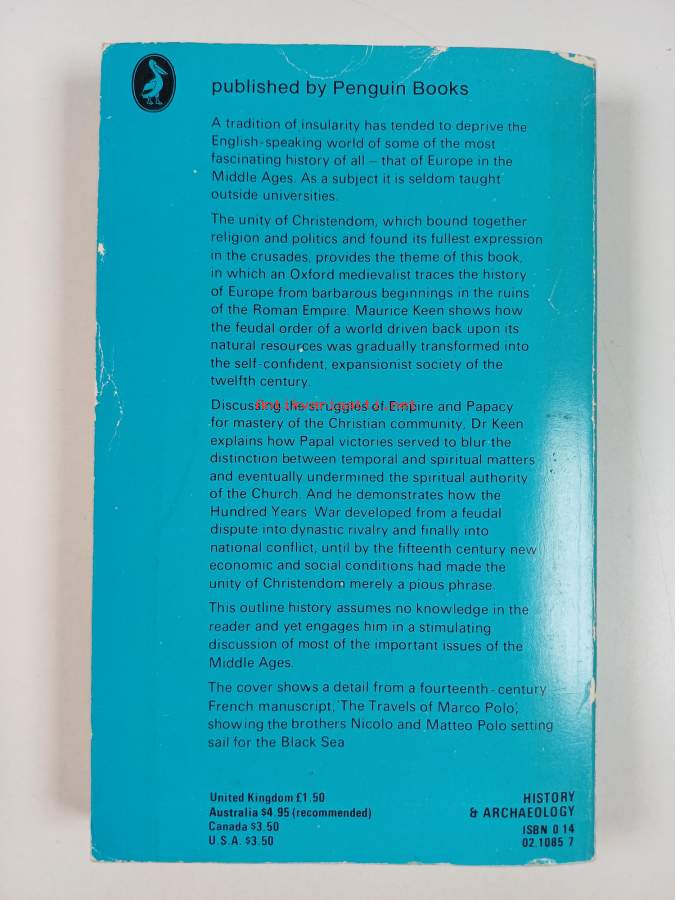 published by Penguin Books
A tradition of insularity has tended to deprive the
English-speaking world of some of the most
fascinating history of all – that of Europe in the
Middle Ages. As a subject it is seldom taught
outside universities.
The unity of Christendom, which bound together
religion and politics and found its fullest expression
in the crusades, provides the theme of this book,
in which an Oxford medievalist traces the history
of Europe from barbarous beginnings in the ruins
of the Roman Empire. Maurice Keen shows how
the feudal order of a world driven back upon its
natural resources was gradually transformed into
the self-confident, expansionist society of the
twelfth century.
Discussing the struggles of Empire and Papacy
for mastery of the Christian community, Dr Keen
explains how Papal victories served to blur the
distinction between temporal and spiritual matters
and eventually undermined the spiritual authority
of the Church. And he demonstrates how the
Hundred Years War developed from a feudal
dispute into dynastic rivalry and finally into
national conflict, until by the fifteenth century new
economic and social conditions had made the
unity of Christendom merely a pious phrase.
This outline history assumes no knowledge in the
reader and yet engages him in a stimulating
discussion of most of the important issues of the
Middle Ages.
The cover shows a detail from a fourteenth-century
French manuscript, 'The Travels of Marco Polo',
showing the brothers Nicolo and Matteo Polo setting
sail for the Black Sea
United Kingdom £1.50
Australia $4.95 (recommended)
Canada $3.50
U.S.A. $3.50
HISTORY
& ARCHAEOLOGY
ISBN 0 14
02.1085 7